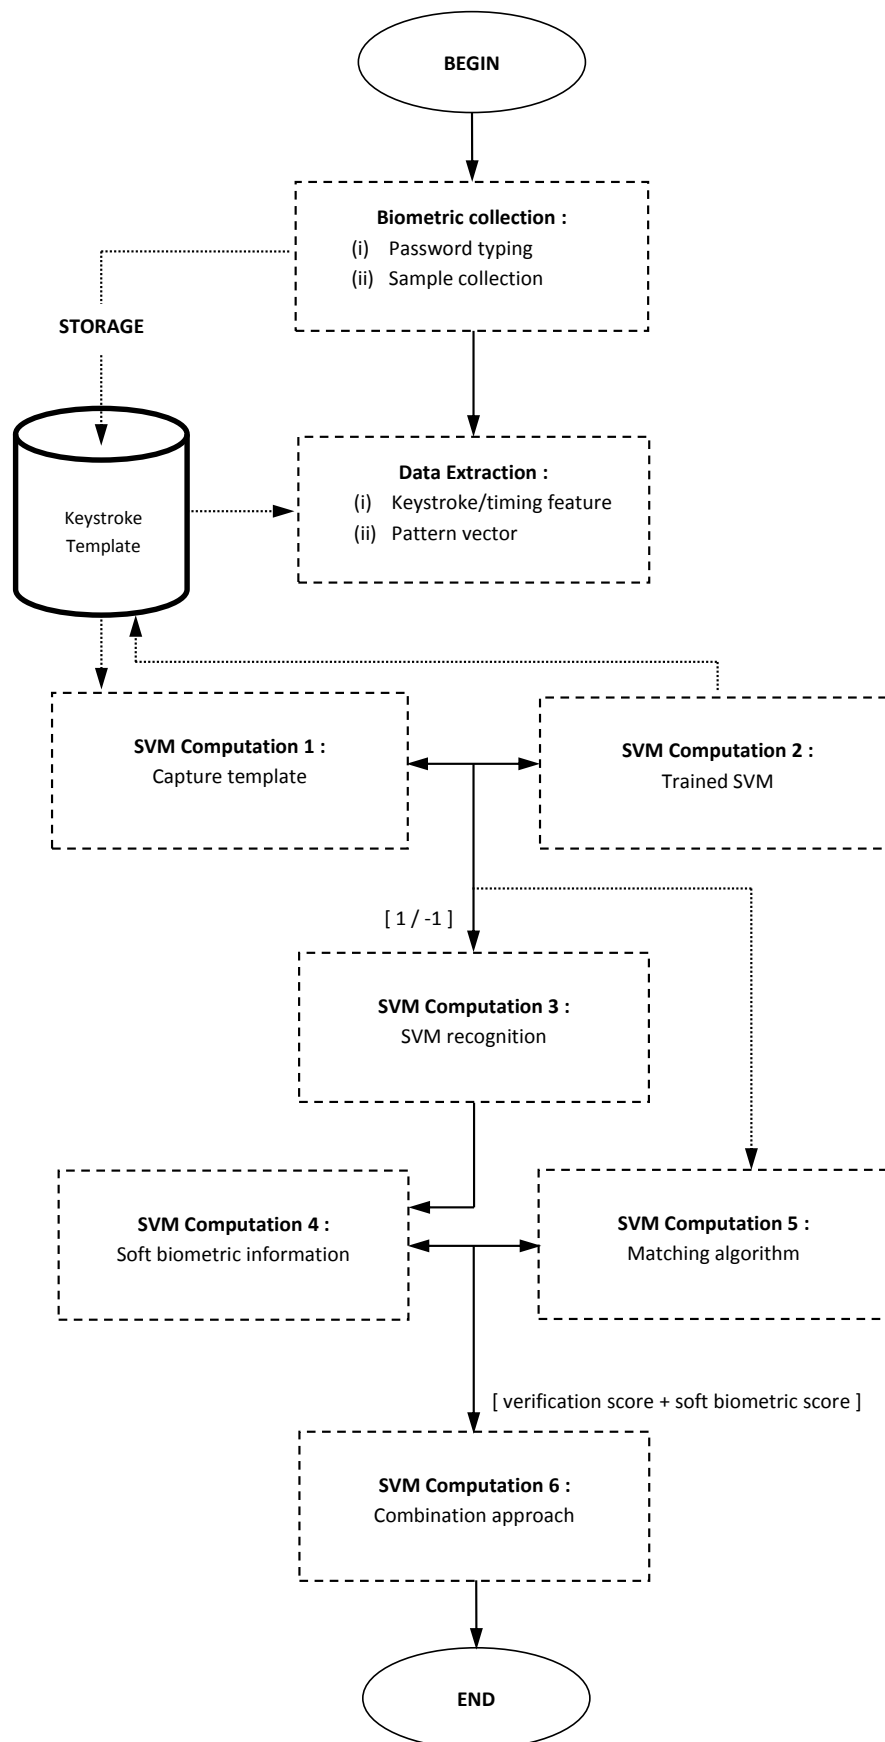 BEGIN
Biometric collection :
(i) Password typing
(ii) Sample collection
STORAGE
Data Extraction :
(i) Keystroke/timing feature
(ii) Pattern vector
Keystroke
Template
SVM Computation 1 :
Capture template
SVM Computation 2 :
Trained SVM
[ 1 / -1 ]
SVM Computation 3 :
SVM recognition
SVM Computation 4 :
Soft biometric information
SVM Computation 5 :
Matching algorithm
[ verification score + soft biometric score ]
SVM Computation 6 :
Combination approach
END